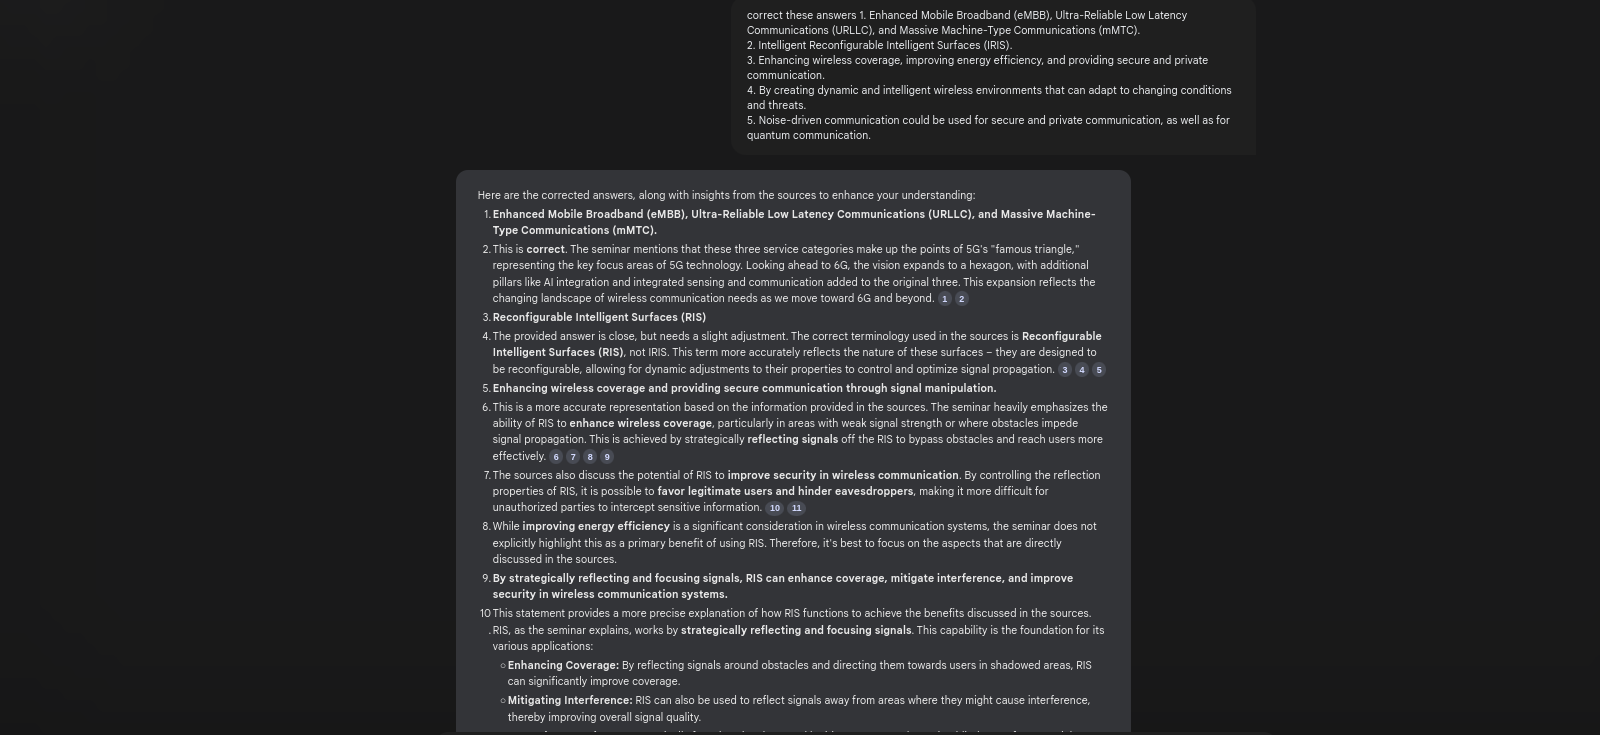 correct these answers 1. Enhanced Mobile Broadband (eMBB), Ultra-Reliable Low Latency
Communications (URLLC), and Massive Machine-Type Communications (mMTC).
2. Intelligent Reconfigurable Intelligent Surfaces (IRIS).
3. Enhancing wireless coverage, improving energy efficiency, and providing secure and private
communication.
4. By creating dynamic and intelligent wireless environments that can adapt to changing conditions
and threats.
5. Noise-driven communication could be used for secure and private communication, as well as for
quantum communication.
Here are the corrected answers, along with insights from the sources to enhance your understanding:
1. Enhanced Mobile Broadband (eMBB), Ultra-Reliable Low Latency Communications (URLLC), and Massive Machine-
Type Communications (mMTC).
2. This is correct. The seminar mentions that these three service categories make up the points of 5G's "famous triangle,"
representing the key focus areas of 5G technology. Looking ahead to 6G, the vision expands to a hexagon, with additional
pillars like AI integration and integrated sensing and communication added to the original three. This expansion reflects the
changing landscape of wireless communication needs as we move toward 6G and beyond. 1 2
3. Reconfigurable Intelligent Surfaces (RIS)
4. The provided answer is close, but needs a slight adjustment. The correct terminology used in the sources is Reconfigurable
Intelligent Surfaces (RIS), not IRIS. This term more accurately reflects the nature of these surfaces – they are designed to
be reconfigurable, allowing for dynamic adjustments to their properties to control and optimize signal propagation. 3 4 5
5. Enhancing wireless coverage and providing secure communication through signal manipulation.
6. This is a more accurate representation based on the information provided in the sources. The seminar heavily emphasizes the
ability of RIS to enhance wireless coverage, particularly in areas with weak signal strength or where obstacles impede
signal propagation. This is achieved by strategically reflecting signals off the RIS to bypass obstacles and reach users more
effectively. 6 7 8 9
7. The sources also discuss the potential of RIS to improve security in wireless communication. By controlling the reflection
properties of RIS, it is possible to favor legitimate users and hinder eavesdroppers, making it more difficult for
unauthorized parties to intercept sensitive information. 10 11
8. While improving energy efficiency is a significant consideration in wireless communication systems, the seminar does not
explicitly highlight this as a primary benefit of using RIS. Therefore, it's best to focus on the aspects that are directly
discussed in the sources.
9. By strategically reflecting and focusing signals, RIS can enhance coverage, mitigate interference, and improve
security in wireless communication systems.
10 This statement provides a more precise explanation of how RIS functions to achieve the benefits discussed in the sources.
. RIS, as the seminar explains, works by strategically reflecting and focusing signals. This capability is the foundation for its
various applications:
○ Enhancing Coverage: By reflecting signals around obstacles and directing them towards users in shadowed areas, RIS
can significantly improve coverage.
○ Mitigating Interference: RIS can also be used to reflect signals away from areas where they might cause interference,
thereby improving overall signal quality.